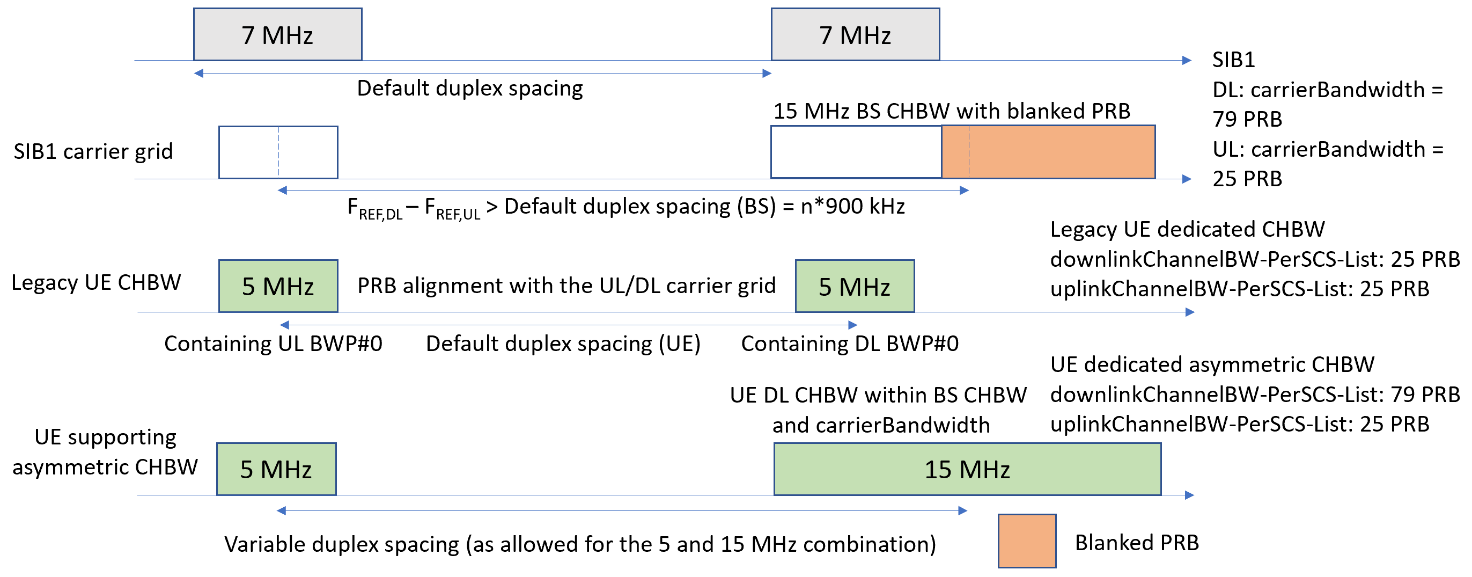 7 MHz
7 MHz
Default duplex spacing
SIB1
DL: carrierBandwidth =
79 PRB
UL: carrierBandwidth =
25 PRB
15 MHz BS CHBW with blanked PRB
SIB1 carrier grid
FREF,DL – FREF,UL > Default duplex spacing (BS) = n*900 kHz
Legacy UE dedicated CHBW
downlinkChannelBW-PerSCS-List: 25 PRB
uplinkChannelBW-PerSCS-List: 25 PRB
Legacy UE CHBW
5 MHz
PRB alignment with the UL/DL carrier grid
5 MHz
Containing UL BWP#0
Default duplex spacing (UE)
Containing DL BWP#0
UE dedicated asymmetric CHBW
downlinkChannelBW-PerSCS-List: 79 PRB
uplinkChannelBW-PerSCS-List: 25 PRB
UE DL CHBW within BS CHBW
and carrierBandwidth
UE supporting
asymmetric CHBW
5 MHz
15 MHz
Variable duplex spacing (as allowed for the 5 and 15 MHz combination)
Blanked PRB